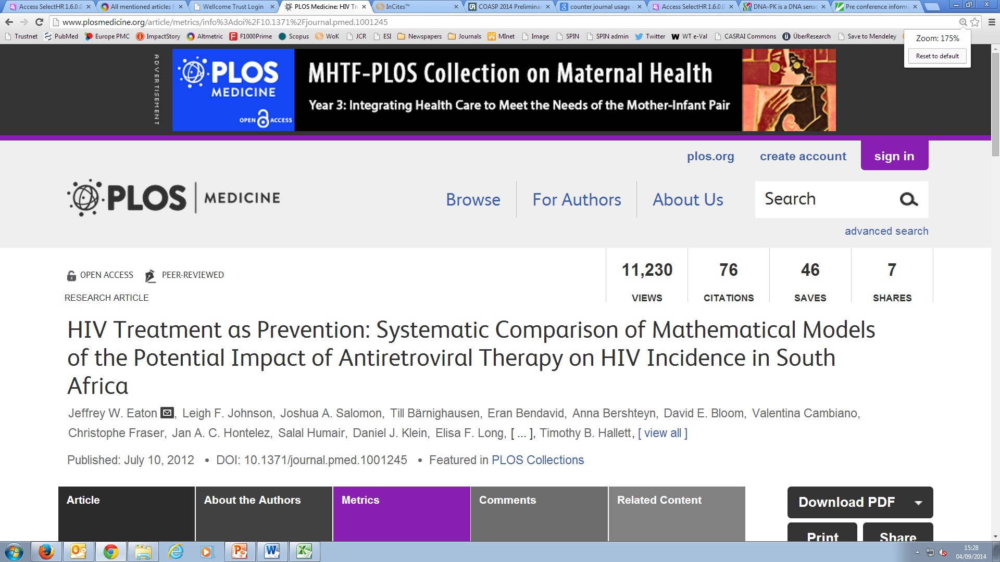 Access SelectHR 1.6.0.0
All mentioned articles f
Wellcome Trust Login
PLOS Medicine: HIV Tr
InCites™
COASP 2014 Prelimina
counter journal usage -
Access SelectHR 1.6.0.0
DNA-PK is a DNA sens
Pre conference inform
www.plosmedicine.org/article/metrics/info%3Adoi%2F10.1371%2Fjournal.pmed.1001245
Trustnet
PubMed
Europe PMC
ImpactStory
Altmetric
F1000Prime
Scopus
WoK
JCR
ESI
Newspapers
Journals
MInet
Image
SPIN
SPIN admin
Twitter
WT e-Val
CASRAI Commons
ÜberResearch
Save to Mendeley
Zoom: 175%
Reset to default
ADVERTISEMENT
PLOS
MEDICINE
OPEN ACCESS
MHTF-PLOS Collection on Maternal Health
Year 3: Integrating Health Care to Meet the Needs of the Mother-Infant Pair
plos.org
create account
sign in
PLOS | MEDICINE
Browse
For Authors
About Us
Search
advanced search
OPEN ACCESS
PEER-REVIEWED
11,230
VIEWS
76
CITATIONS
46
SAVES
7
SHARES
RESEARCH ARTICLE
HIV Treatment as Prevention: Systematic Comparison of Mathematical Models
of the Potential Impact of Antiretroviral Therapy on HIV Incidence in South
Africa
Jeffrey W. Eaton , Leigh F. Johnson, Joshua A. Salomon, Till Bärnighausen, Eran Bendavid, Anna Bershteyn, David E. Bloom, Valentina Cambiano,
Christophe Fraser, Jan A. C. Hontelez, Salal Humair, Daniel J. Klein, Elisa F. Long, [ ... ], Timothy B. Hallett, [ view all ]
Published: July 10, 2012 • DOI: 10.1371/journal.pmed.1001245 • Featured in PLOS Collections
Article
About the Authors
Metrics
Comments
Related Content
Download PDF
Print
Share
15:28
04/09/2014